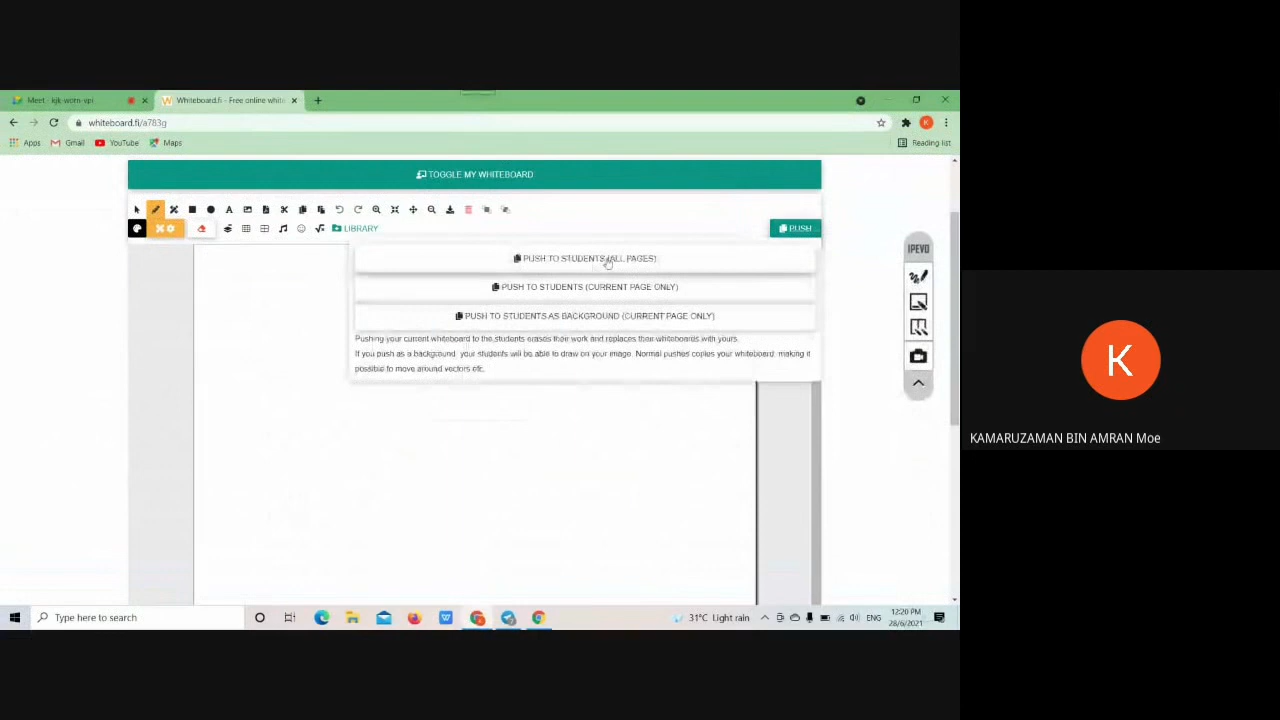 Meet - kjk-worn-vpi
Whiteboard.fi - Free online white
whiteboard.fi/a783g
Apps Gmail YouTube Maps Reading list
TOGGLE MY WHITEBOARD
LIBRARY
PUSH ...
PUSH TO STUDENTS (ALL PAGES)
PUSH TO STUDENTS (CURRENT PAGE ONLY)
PUSH TO STUDENTS AS BACKGROUND (CURRENT PAGE ONLY)
Pushing your current whiteboard to the students erases their work and replaces their whiteboards with yours.
If you push as a background, your students will be able to draw on your image. Normal pushes copies your whiteboard, making it
possible to move around vectors etc.
IPEVO
K
KAMARUZAMAN BIN AMRAN Moe
Type here to search
31°C Light rain
ENG
12:20 PM
28/6/2021